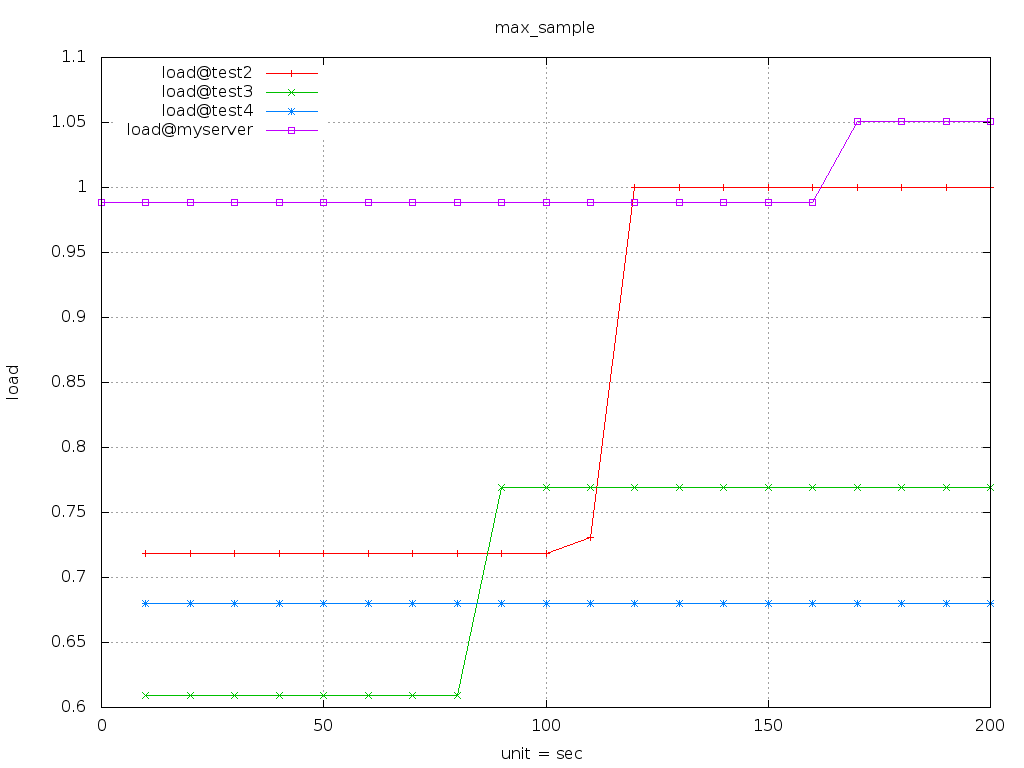 max_sample
1.1
load@test2
load@test3
load@test4
1.05
load@myserver
1
0.95
0.9
0.85
load
0.8
0.75
0.7
0.65
0.6
0 50 100 150 200
unit = sec